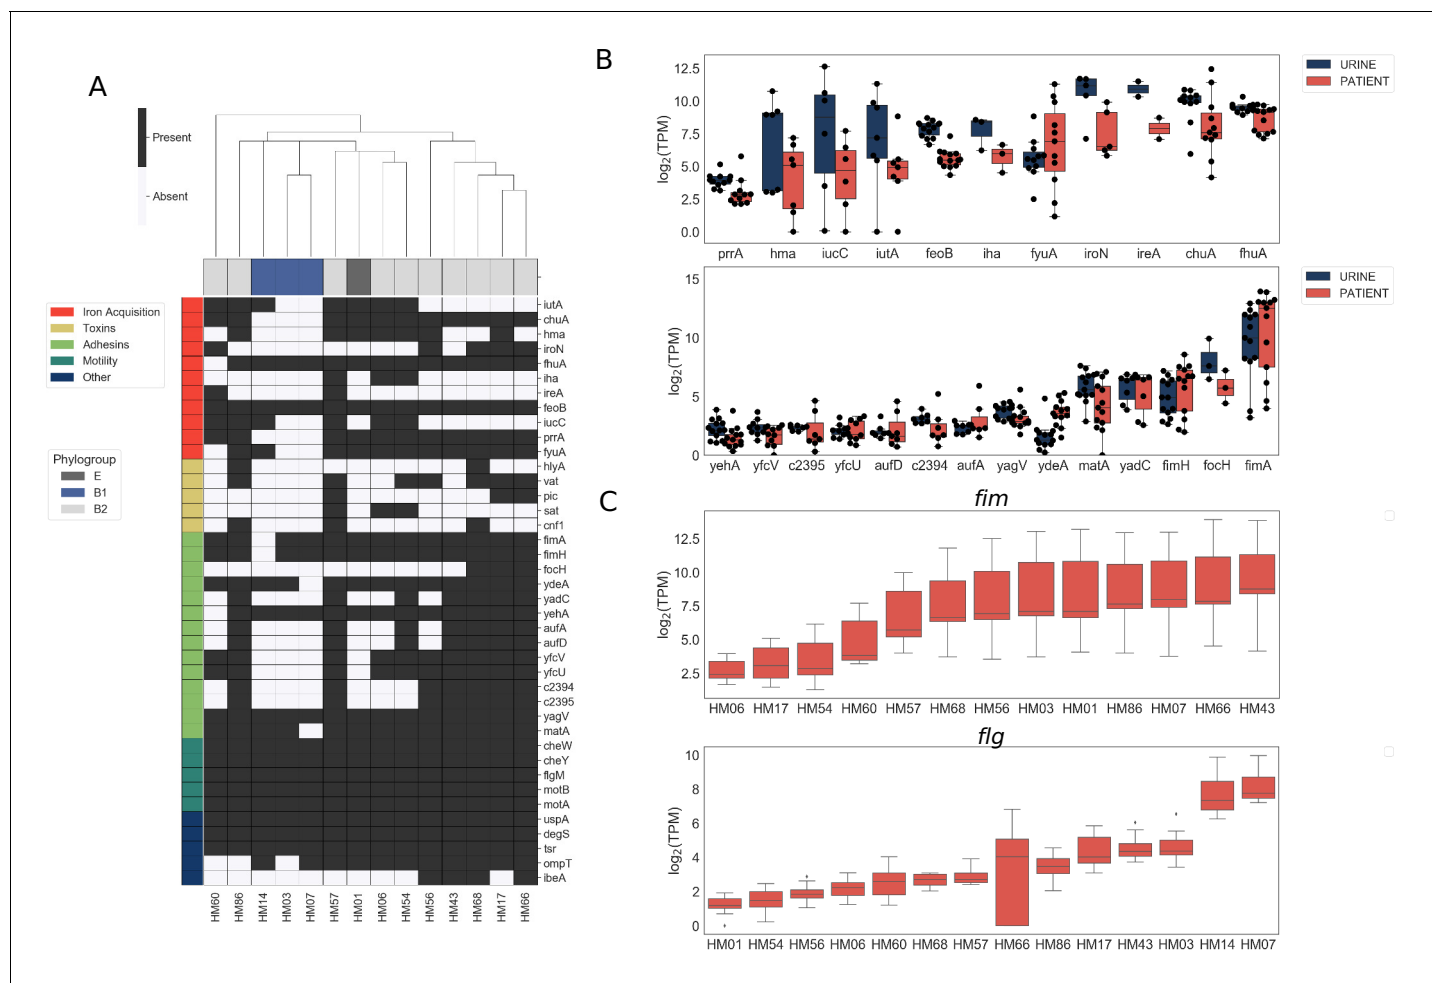 A
Present
Absent
Iron Acquisition
Toxins
Adhesins
Motility
Other
Phylogroup
E
B1
B2
iutA
chuA
hma
iroN
fhuA
iha
ireA
feoB
iucC
prrA
fyuA
hlyA
vat
pic
sat
cnf1
fimA
fimH
focH
ydeA
yadC
yehA
aufA
aufD
yfcV
yfcU
c2394
c2395
yagV
matA
cheW
cheY
flgM
motB
motA
uspA
degS
tsr
ompT
ibeA
HM60 HM86 HM14 HM03 HM07 HM57 HM01 HM06 HM54 HM56 HM43 HM68 HM17 HM66
B
URINE
PATIENT
log₂(TPM)
12.5
10.0
7.5
5.0
2.5
0.0
prrA hma iucC iutA feoB iha fyuA iroN ireA chuA fhuA
URINE
PATIENT
log₂(TPM)
15
10
5
0
yehA yfcV c2395 yfcU aufD c2394 aufA yagV ydeA matA yadC fimH focH fimA
C
fim
log₂(TPM)
12.5
10.0
7.5
5.0
2.5
HM06 HM17 HM54 HM60 HM57 HM68 HM56 HM03 HM01 HM86 HM07 HM66 HM43
flg
log₂(TPM)
10
8
6
4
2
0
HM01 HM54 HM56 HM06 HM60 HM68 HM57 HM66 HM86 HM17 HM43 HM03 HM14 HM07